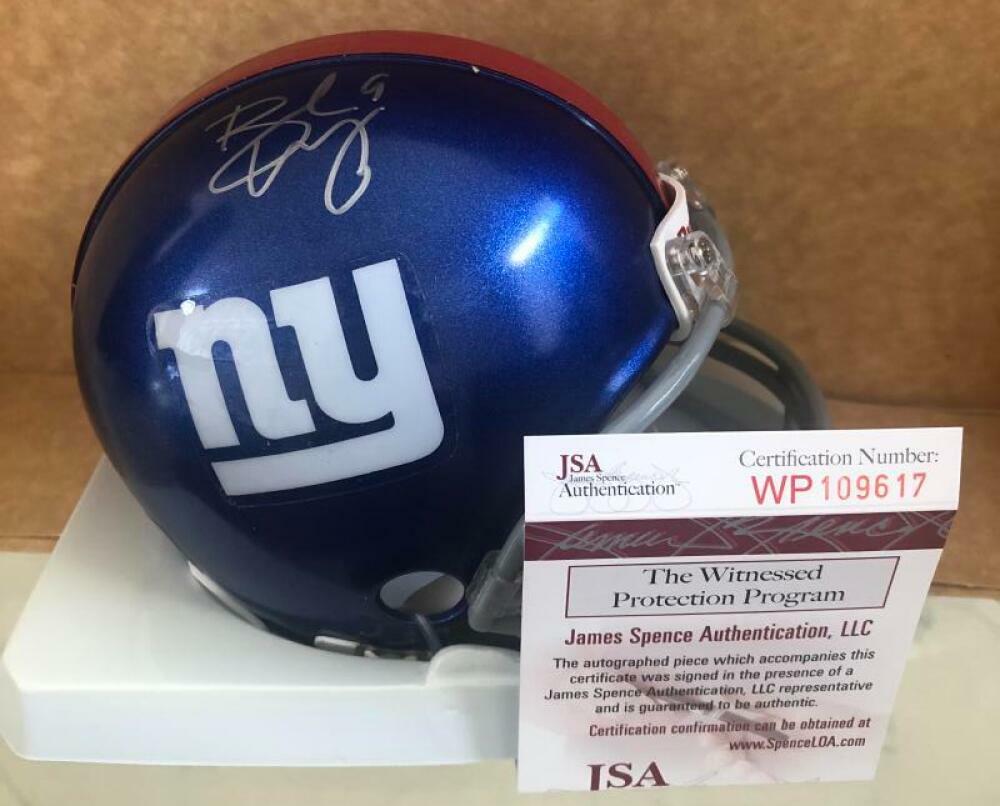 9
ny
JSA
James Spence
Authentication
Certification Number:
WP109617
The Witnessed
Protection Program
James Spence Authentication, LLC
The autographed piece which accompanies this
certificate was signed in the presence of a
James Spence Authentication, LLC representative
and is guaranteed to be authentic.
Certification confirmation can be obtained at
www.SpenceLOA.com
JSA